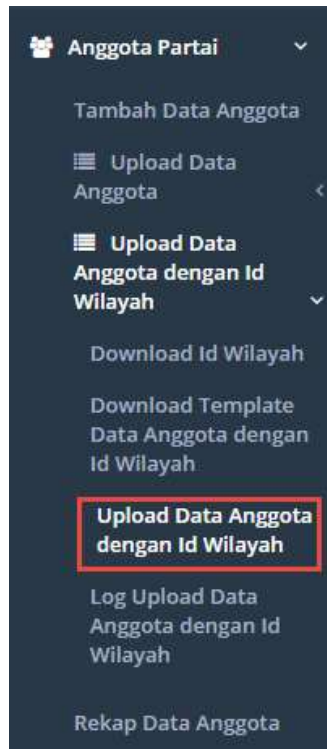 Anggota Partai
Tambah Data Anggota
Upload Data
Anggota
Upload Data
Anggota dengan Id
Wilayah
Download Id Wilayah
Download Template
Data Anggota dengan
Id Wilayah
Upload Data Anggota
dengan Id Wilayah
Log Upload Data
Anggota dengan Id
Wilayah
Rekap Data Anggota